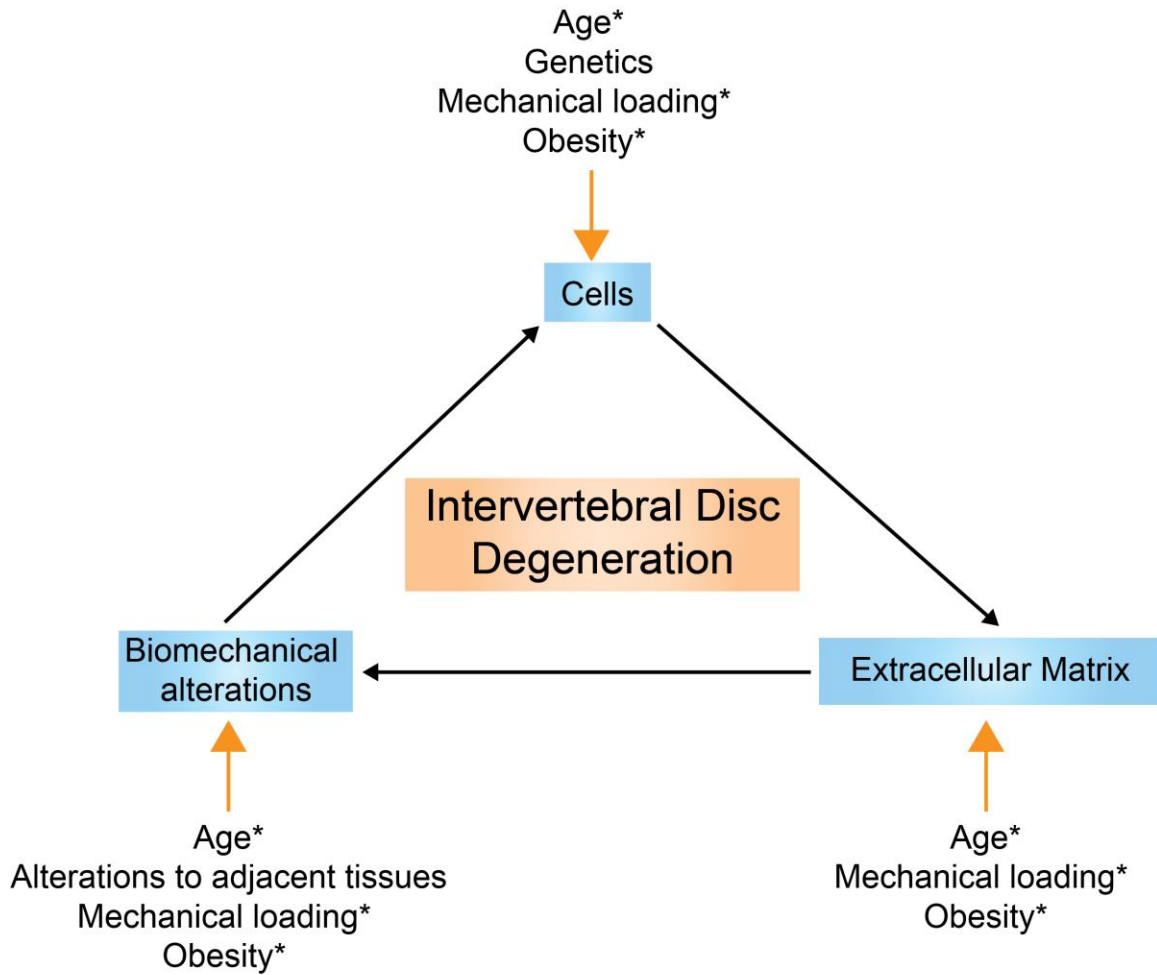 Age*
Genetics
Mechanical loading*
Obesity*
Cells
Intervertebral Disc
Degeneration
Biomechanical
alterations
Extracellular Matrix
Age*
Alterations to adjacent tissues
Mechanical loading*
Obesity*
Age*
Mechanical loading*
Obesity*